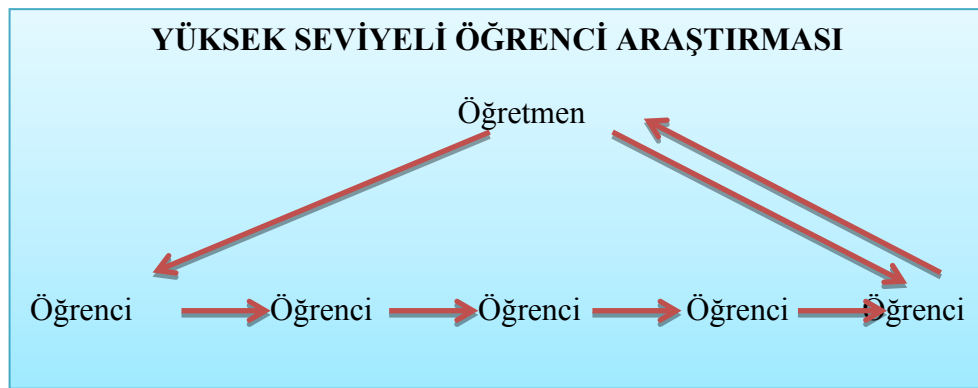 YÜKSEK SEVİYELİ ÖĞRENCİ ARAŞTIRMASI
Öğretmen
Öğrenci Öğrenci Öğrenci Öğrenci Öğrenci